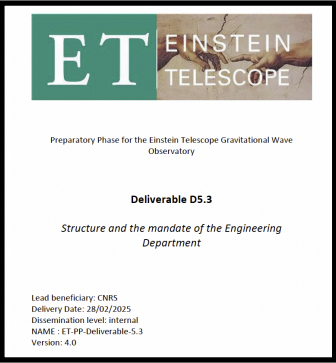 ET EINSTEIN
TELESCOPE
Preparatory Phase for the Einstein Telescope Gravitational Wave
Observatory
Deliverable D5.3
Structure and the mandate of the Engineering
Department
Lead beneficiary: CNRS
Delivery Date: 28/02/2025
Dissemination level: internal
NAME : ET-PP-Deliverable-5.3
Version: 4.0